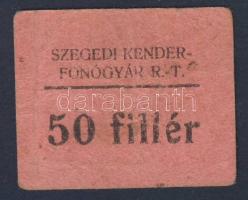 SZEGEDI KENDER-
FONÓGYÁR R.-T.
50 fillér
darabanth